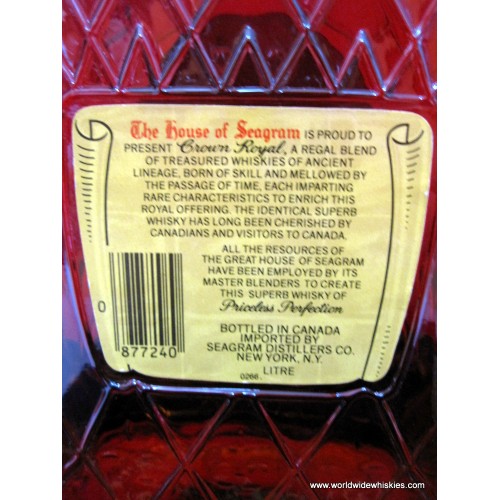 The House of Seagram IS PROUD TO
PRESENT Crown Royal, A REGAL BLEND
OF TREASURED WHISKIES OF ANCIENT
LINEAGE, BORN OF SKILL AND MELLOWED BY
THE PASSAGE OF TIME, EACH IMPARTING
RARE CHARACTERISTICS TO ENRICH THIS
ROYAL OFFERING. THE IDENTICAL SUPERB
WHISKY HAS LONG BEEN CHERISHED BY
CANADIANS AND VISITORS TO CANADA.
ALL THE RESOURCES OF
THE GREAT HOUSE OF SEAGRAM
HAVE BEEN EMPLOYED BY ITS
MASTER BLENDERS TO CREATE
THIS SUPERB WHISKY OF
Priceless Perfection
BOTTLED IN CANADA
IMPORTED BY
SEAGRAM DISTILLERS CO.
NEW YORK, N.Y.
LITRE
0266
0
877240
www.worldwidewhiskies.com